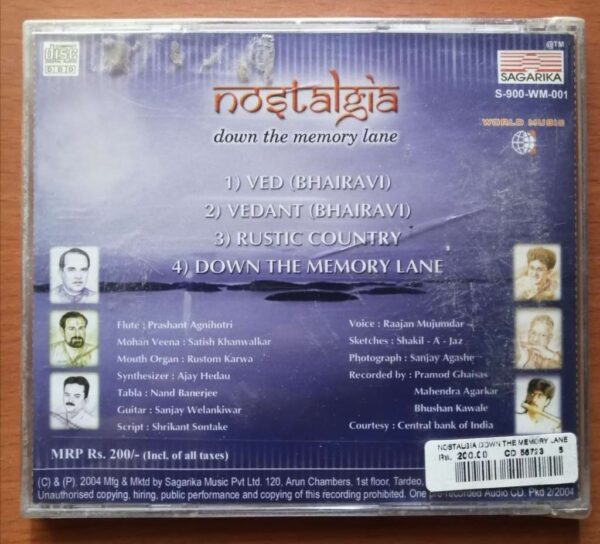 COMPACT
disc
DIGITAL AUDIO
D D D
®TM
SAGARIKA
S-900-WM-001
WORLD MUSIC
nostalgia
down the memory lane
1) VED (BHAIRAVI)
2) VEDANT (BHAIRAVI)
3) RUSTIC COUNTRY
4) DOWN THE MEMORY LANE
Flute : Prashant Agnihotri
Mohan Veena : Satish Khanwalkar
Mouth Organ : Rustom Karwa
Synthesizer : Ajay Hedau
Tabla : Nand Banerjee
Guitar : Sanjay Welankiwar
Script : Shrikant Sontake
Voice : Raajan Mujumdar
Sketches : Shakil - A - Jaz
Photograph : Sanjay Agashe
Recorded by : Pramod Ghaisas
Mahendra Agarkar
Bhushan Kawale
Courtesy : Central bank of India
MRP Rs. 200/- (Incl. of all taxes)
NOSTALGIA DOWN THE MEMORY LANE
Rs. 200.00 CD 56723 5
(C) & (P), 2004 Mfg & Mktd by Sagarika Music Pvt Ltd. 120, Arun Chambers, 1st floor, Tardeo,
Unauthorised copying, hiring, public performance and copying of this recording prohibited. One pre-recorded Audio CD. Pkd 2/2004